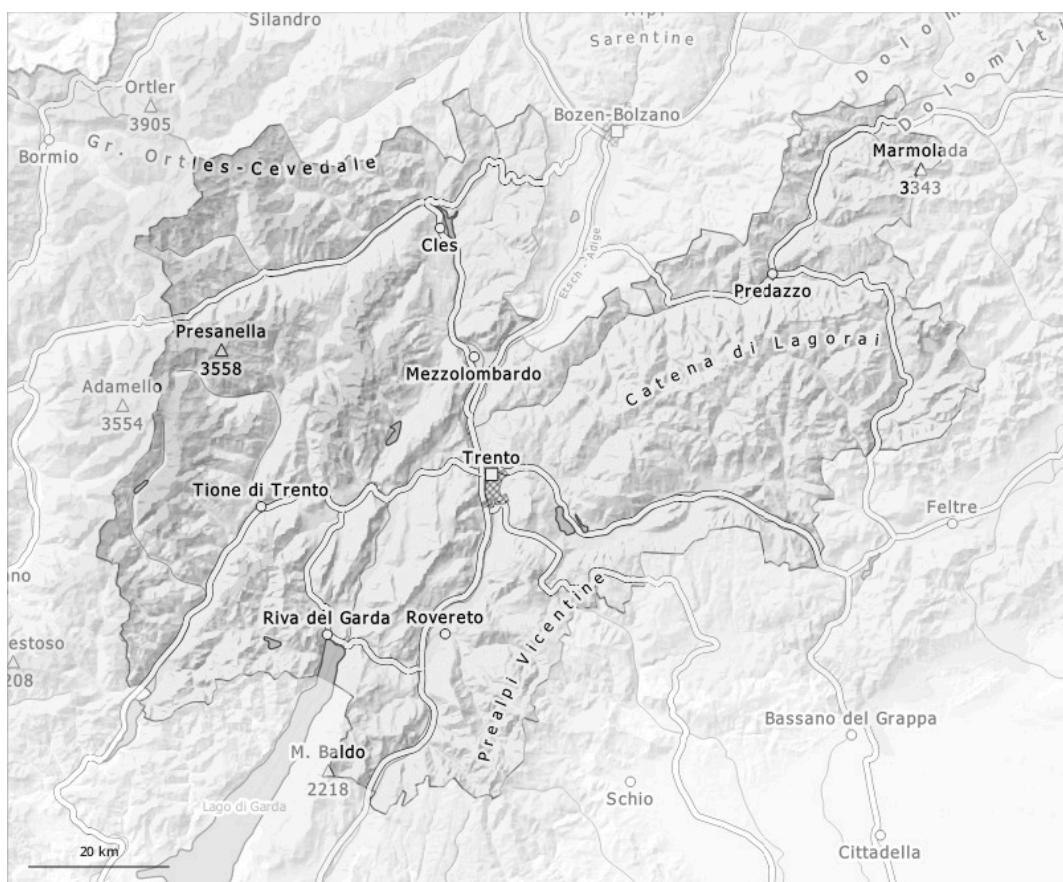 Silandro
Sarentine
Ortler
3905
Bozen-Bolzano
Bormio
Gr. Ortles-Cevedale
Marmolada
3343
Cles
Etsch - Adige
Predazzo
Presanella
3558
Mezzolombardo
Catena di Lagorai
Adamello
3554
Trento
Tione di Trento
Feltre
Riva del Garda
Rovereto
estoso
208
Prealpi Vicentine
Bassano del Grappa
M. Baldo
2218
Lago di Garda
Schio
20 km
Cittadella